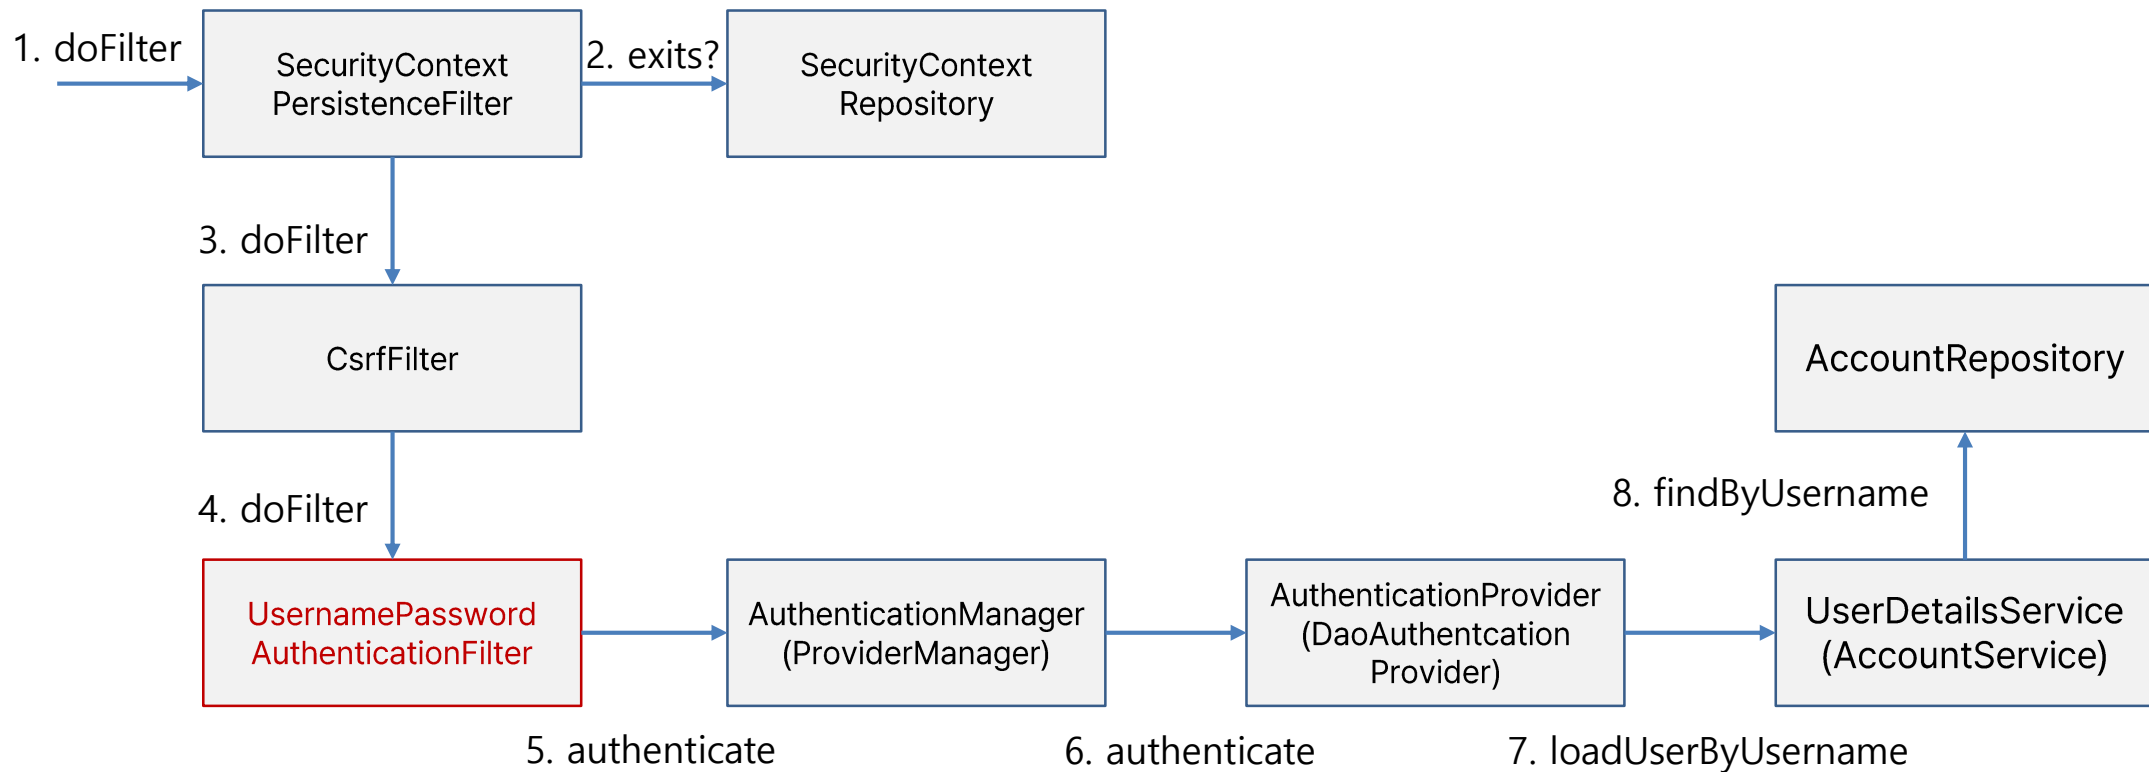 1. doFilter
SecurityContext
PersistenceFilter
2. exits?
SecurityContext
Repository
3. doFilter
CsrfFilter
AccountRepository
4. doFilter
8. findByUsername
UsernamePassword
AuthenticationFilter
AuthenticationManager
(ProviderManager)
AuthenticationProvider
(DaoAuthentcation
Provider)
UserDetailsService
(AccountService)
5. authenticate
6. authenticate
7. loadUserByUsername